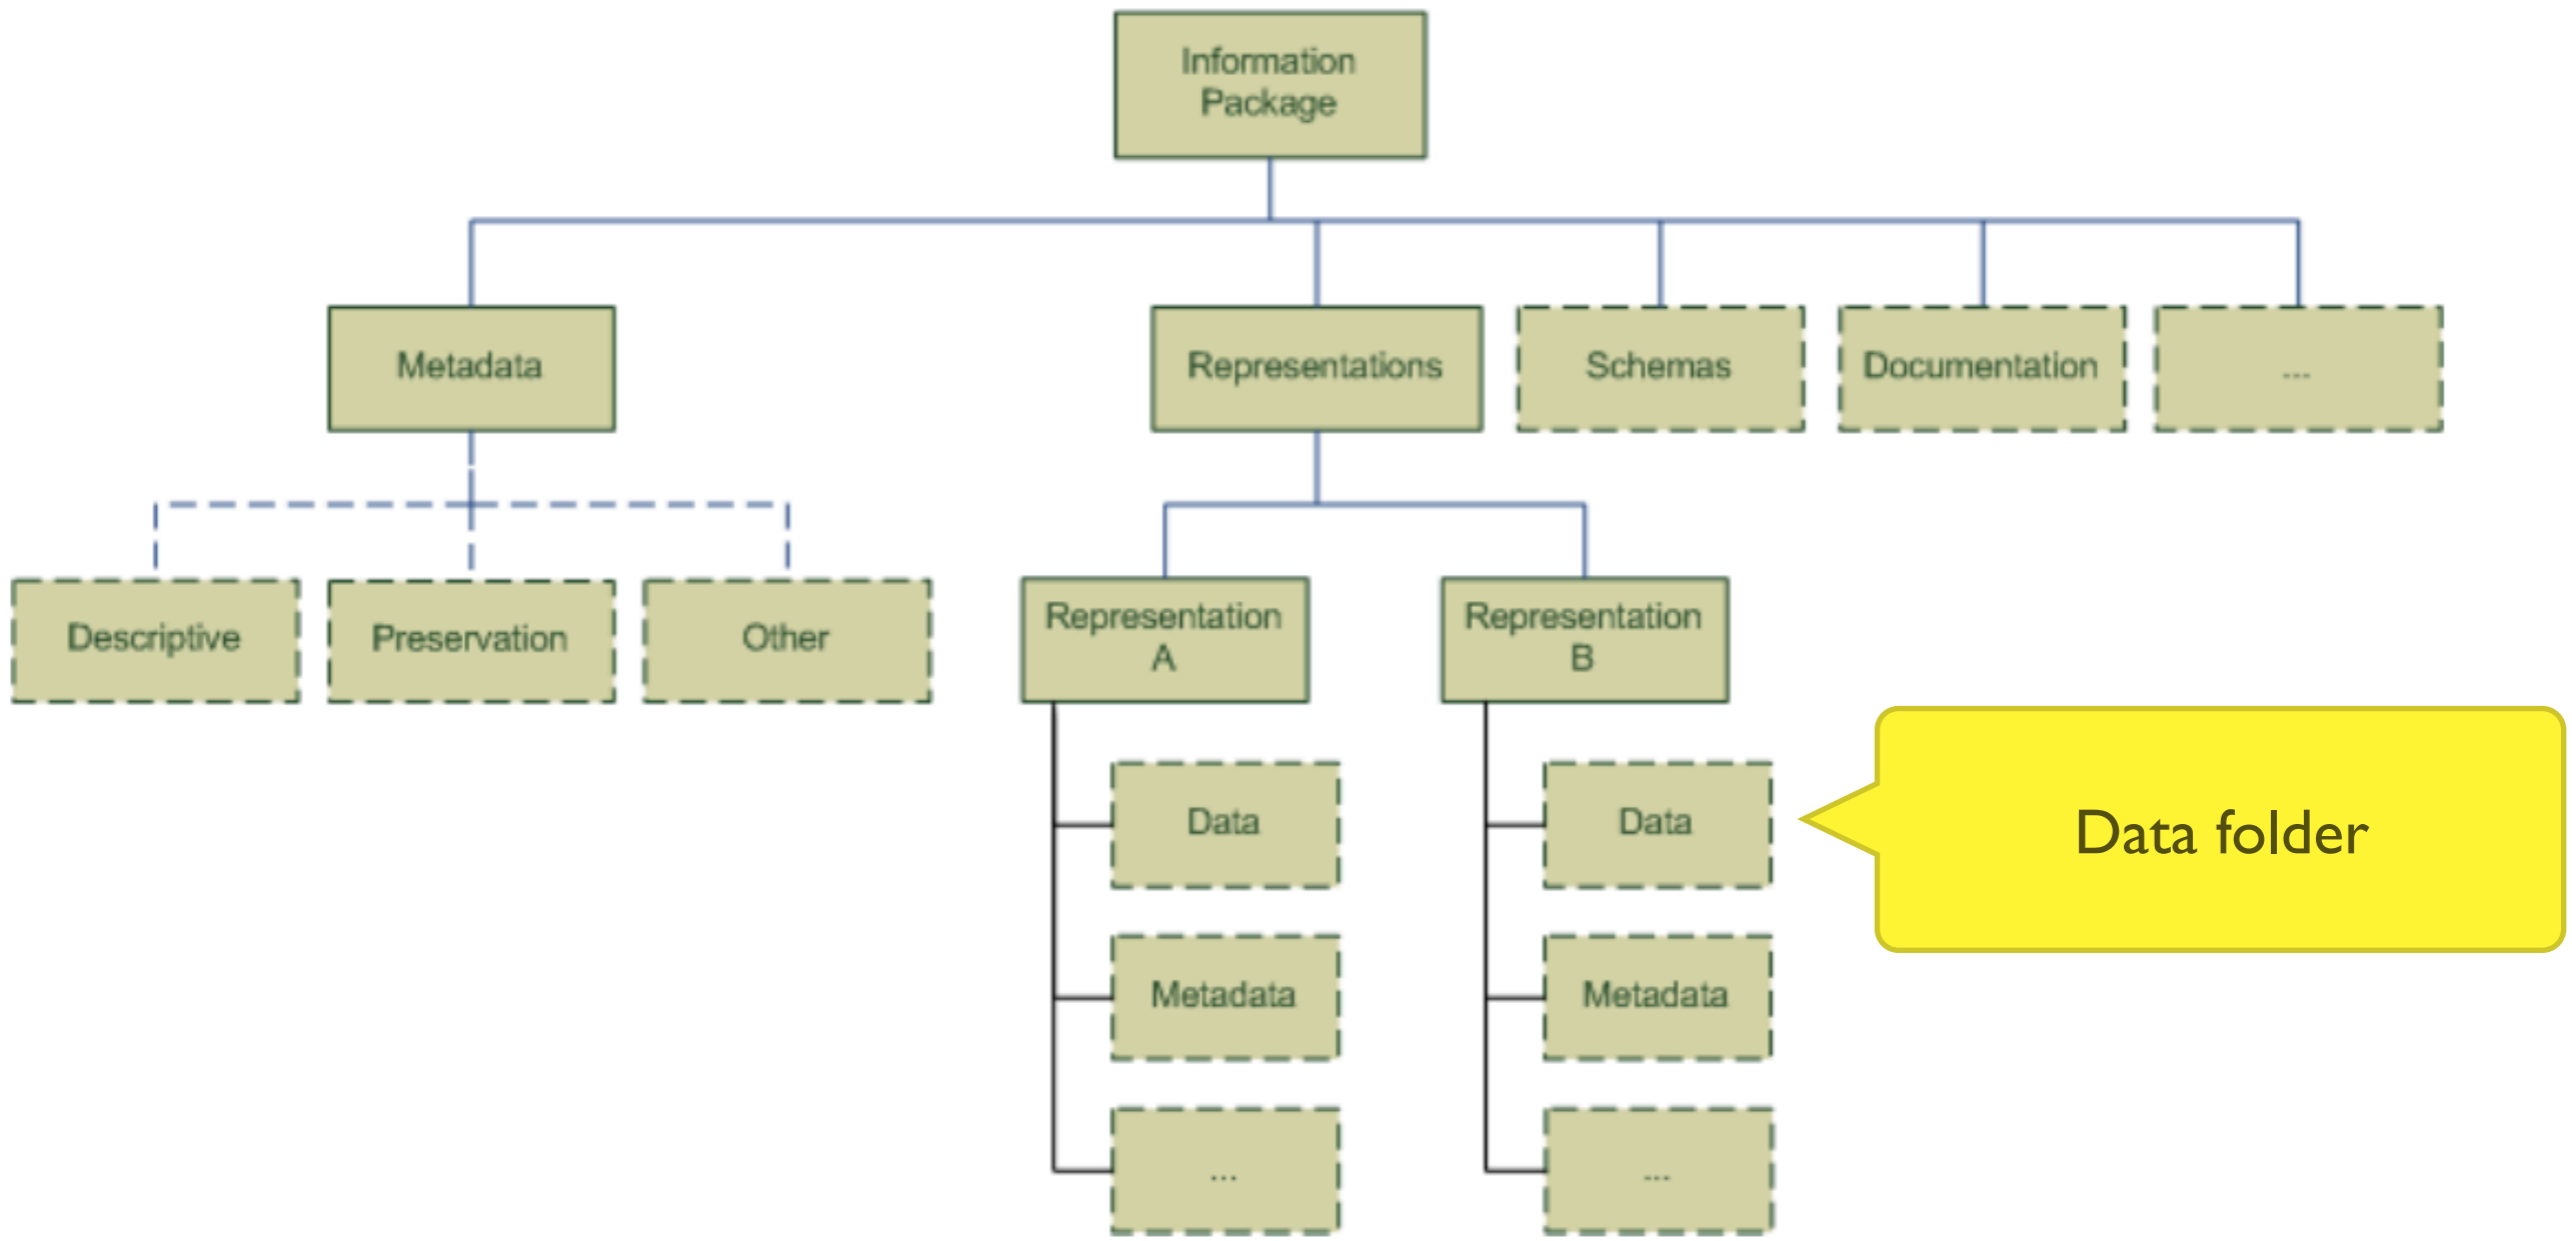 Information
Package
Metadata
Representations
Schemas
Documentation
...
Descriptive
Preservation
Other
Representation
A
Representation
B
Data
Data
Data folder
Metadata
Metadata
...
...